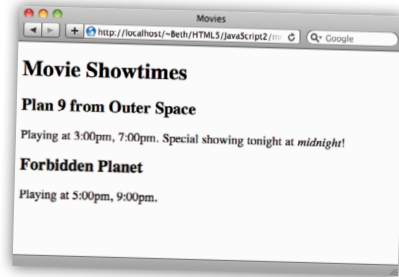 Movies
http://localhost/~Beth/HTML5/JavaScript2/
Google
Movie Showtimes
Plan 9 from Outer Space
Playing at 3:00pm, 7:00pm. Special showing tonight at midnight!
Forbidden Planet
Playing at 5:00pm, 9:00pm.